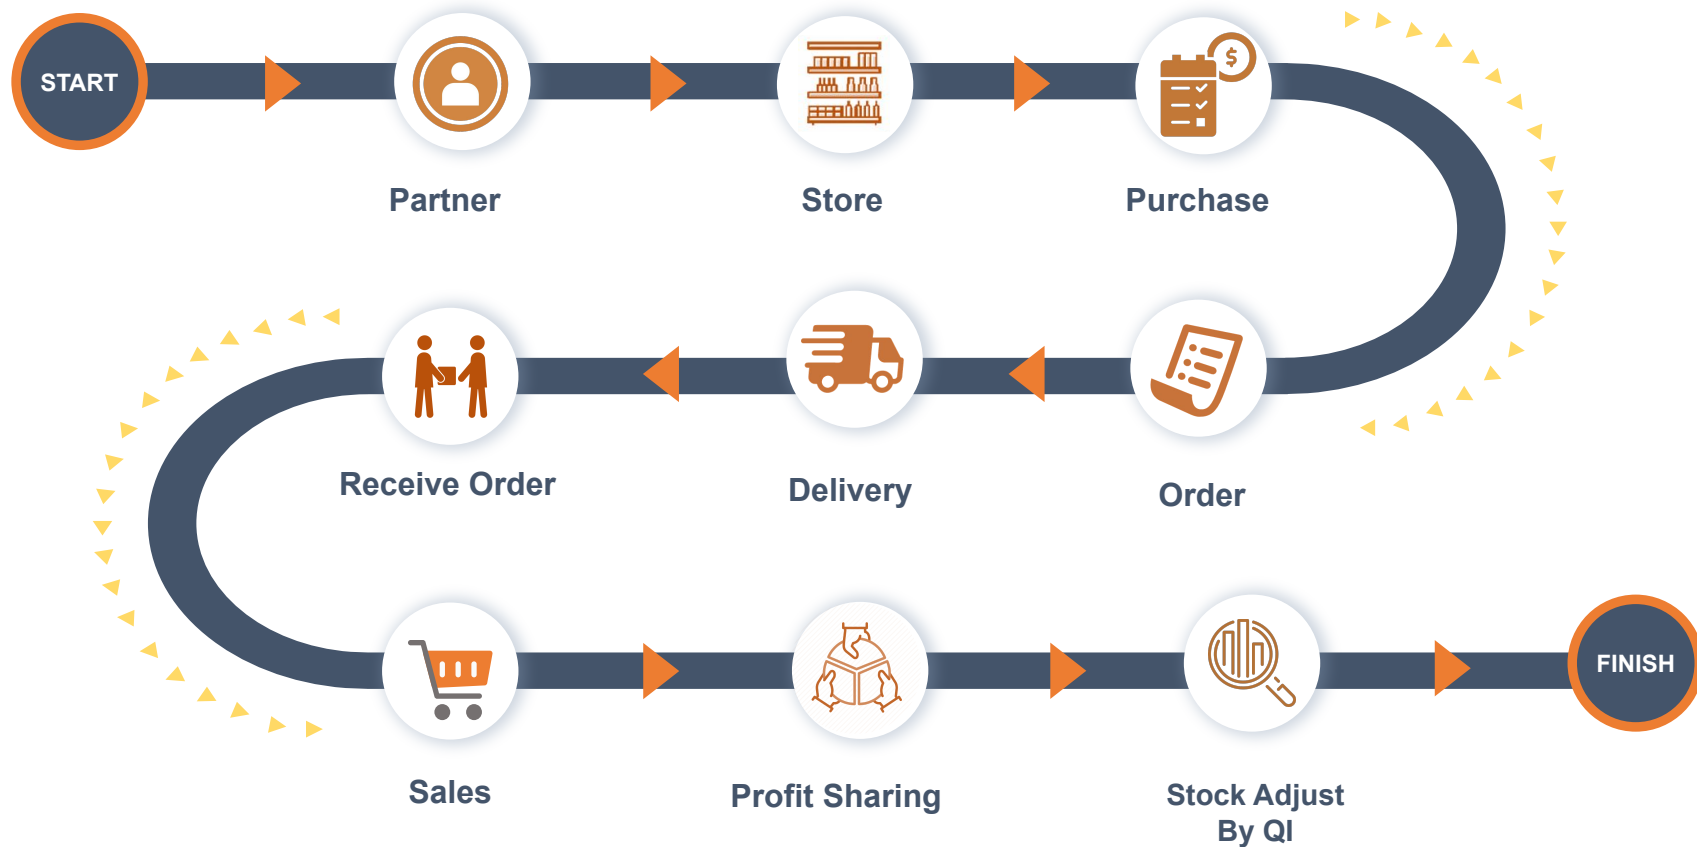 START
Partner
Store
Purchase
$
Receive Order
Delivery
Order
Sales
Profit Sharing
Stock Adjust
By QI
FINISH